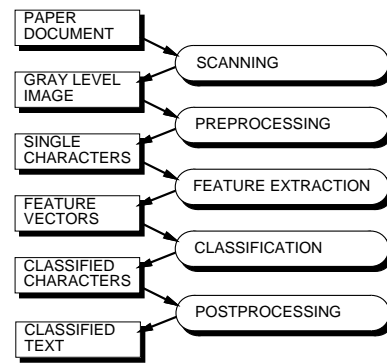 PAPER
DOCUMENT
SCANNING
GRAY LEVEL
IMAGE
PREPROCESSING
SINGLE
CHARACTERS
FEATURE EXTRACTION
FEATURE
VECTORS
CLASSIFICATION
CLASSIFIED
CHARACTERS
POSTPROCESSING
CLASSIFIED
TEXT